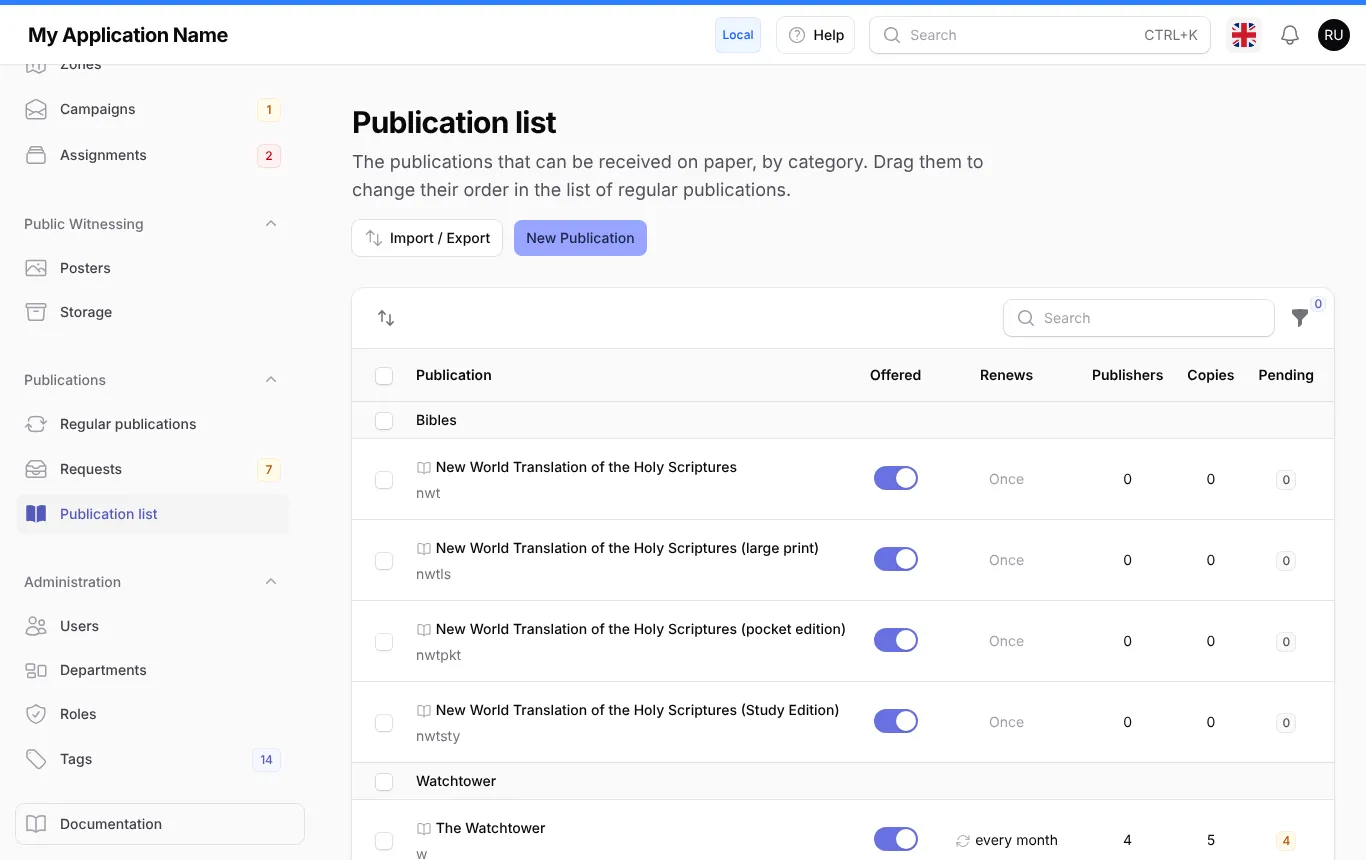 My Application Name
Local
Help
Search
CTRL+K
RU
Zones
Campaigns
1
Assignments
2
Public Witnessing
Posters
Storage
Publications
Regular publications
Requests
7
Publication list
Administration
Users
Departments
Roles
Tags
14
Documentation
Publication list
The publications that can be received on paper, by category. Drag them to
change their order in the list of regular publications.
Import / Export
New Publication
Search
0
Publication Offered Renews Publishers Copies Pending
Bibles
New World Translation of the Holy Scriptures
nwt
Once 0 0 0
New World Translation of the Holy Scriptures (large print)
nwtls
Once 0 0 0
New World Translation of the Holy Scriptures (pocket edition)
nwtpkt
Once 0 0 0
New World Translation of the Holy Scriptures (Study Edition)
nwtsty
Once 0 0 0
Watchtower
The Watchtower
w
every month 4 5 4